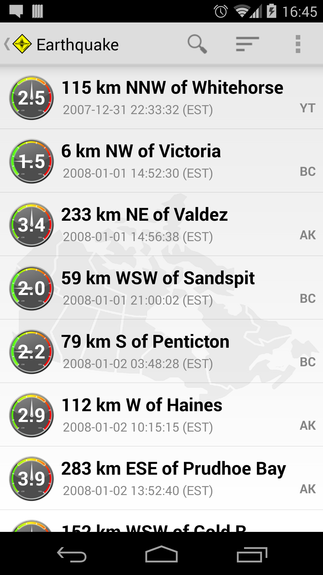 16:45
Earthquake
2.5
115 km NNW of Whitehorse
2007-12-31 22:33:32 (EST)
YT
1.5
6 km NW of Victoria
2008-01-01 14:52:30 (EST)
BC
3.4
233 km NE of Valdez
2008-01-01 14:56:38 (EST)
AK
2.0
59 km WSW of Sandspit
2008-01-01 21:00:02 (EST)
BC
2.2
79 km S of Penticton
2008-01-02 03:48:28 (EST)
BC
2.9
112 km W of Haines
2008-01-02 10:15:15 (EST)
AK
3.9
283 km ESE of Prudhoe Bay
2008-01-02 13:52:40 (EST)
AK
152 km WSW of Gold